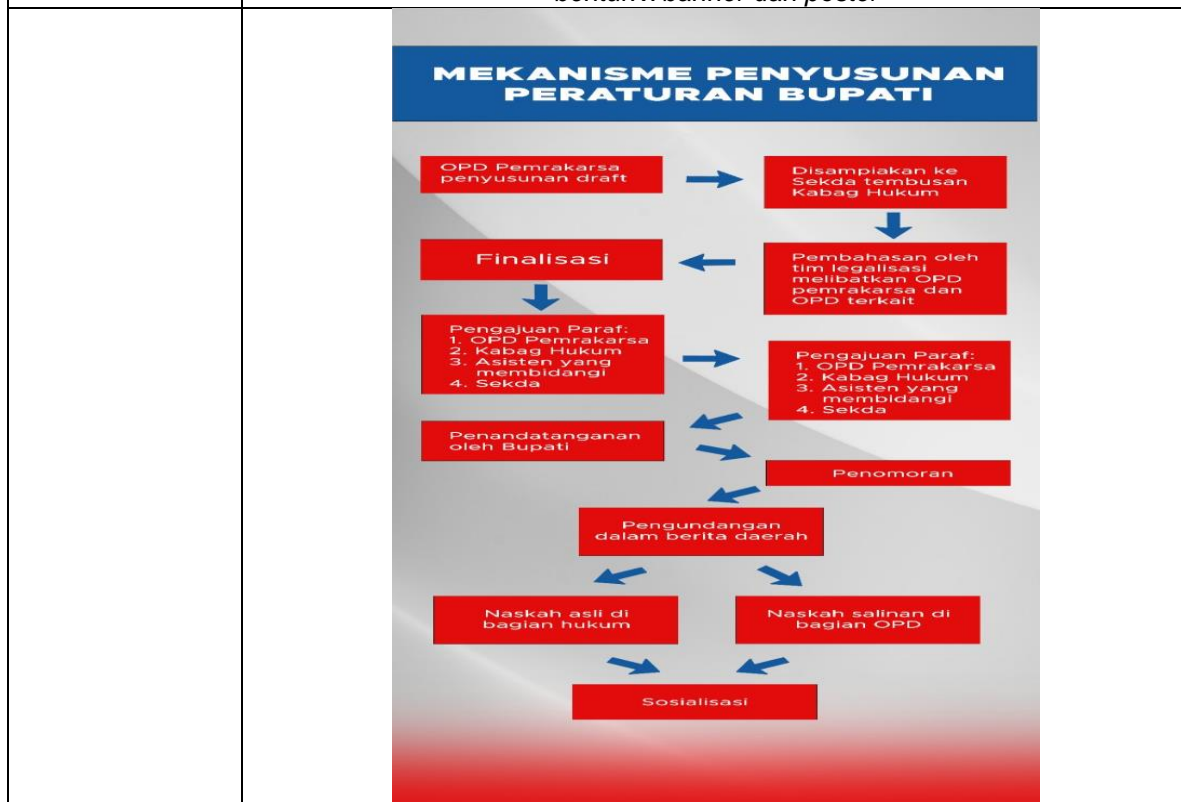 MEKANISME PENYUSUNAN
PERATURAN BUPATI
OPD Pemrakarsa
penyusunan draft
Disampiakan ke
Sekda tembusan
Kabag Hukum
Pembahasan oleh
tim legalisasi
melibatkan OPD
pemrakarsa dan
OPD terkait
Finalisasi
Pengajuan Paraf:
1. OPD Pemrakarsa
2. Kabag Hukum
3. Asisten yang
membidangi
4. Sekda
Pengajuan Paraf:
1. OPD Pemrakarsa
2. Kabag Hukum
3. Asisten yang
membidangi
4. Sekda
Penandatanganan
oleh Bupati
Penomoran
Pengundangan
dalam berita daerah
Naskah asli di
bagian hukum
Naskah salinan di
bagian OPD
Sosialisasi